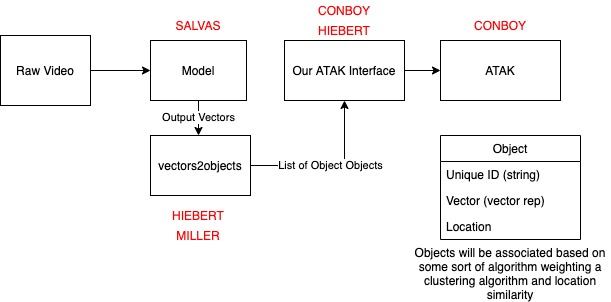 SALVAS
CONBOY
HIEBERT
CONBOY
Raw Video
Model
Our ATAK Interface
ATAK
Output Vectors
vectors2objects
List of Object Objects
HIEBERT
MILLER
Object
Unique ID (string)
Vector (vector rep)
Location
Objects will be associated based on
some sort of algorithm weighting a
clustering algorithm and location
similarity